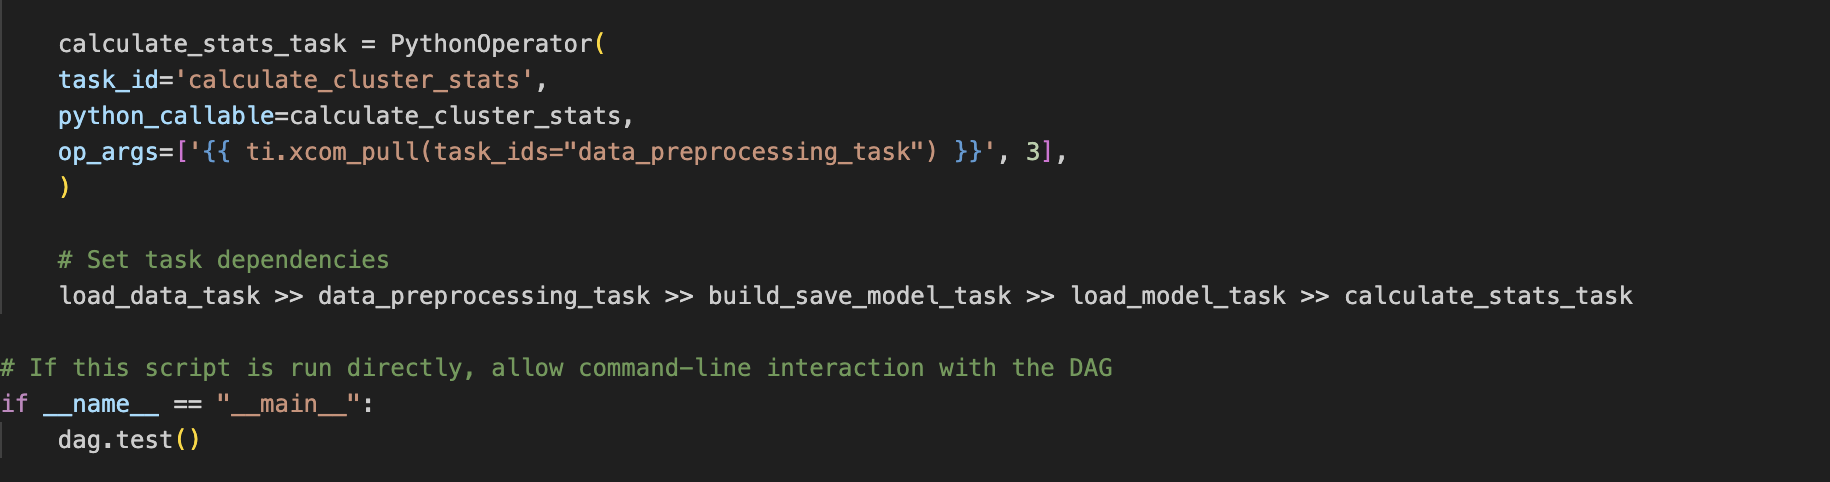 calculate_stats_task = PythonOperator(
task_id='calculate_cluster_stats',
python_callable=calculate_cluster_stats,
op_args=['{{ ti.xcom_pull(task_ids="data_preprocessing_task") }}', 3],
)
# Set task dependencies
load_data_task >> data_preprocessing_task >> build_save_model_task >> load_model_task >> calculate_stats_task
# If this script is run directly, allow command-line interaction with the DAG
if __name__ == "__main__":
dag.test()